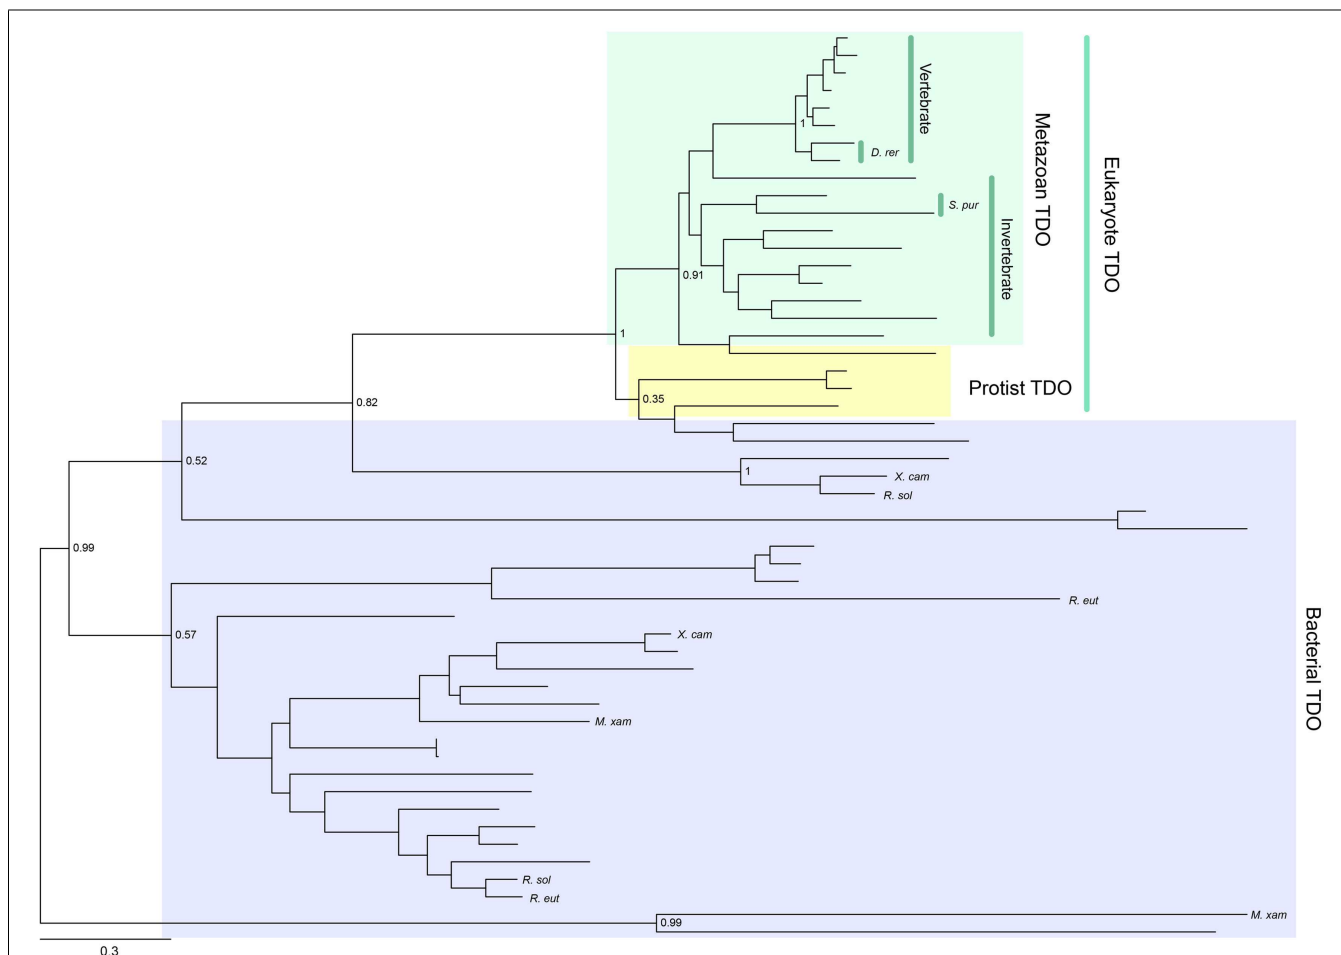 1
Vertebrate
D. rer
Metazoan TDO
Eukaryote TDO
S. pur
Invertebrate
0.91
1
Protist TDO
0.35
0.82
0.52
1
X. cam
R. sol
0.99
R. eut
0.57
X. cam
Bacterial TDO
M. xam
R. sol
R. eut
M. xam
0.99
0.3